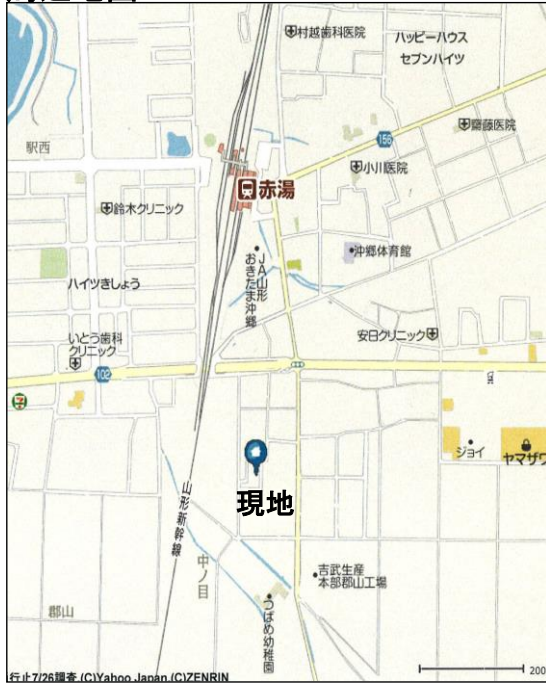 村越歯科医院
ハッピーハウス
セブンハイツ
156
齋藤医院
駅西
小川医院
赤湯
鈴木クリニック
沖郷体育館
JA山形
おきたま沖郷
ハイツきしょう
安日クリニック
いとう歯科
クリニック
102
7
ジョイ
ヤマザワ
現地
山形新幹線
中ノ目
吉武生産
本部郡山工場
つばめ幼稚園
郡山
行止7/26調査 (C)Yahoo Japan,(C)ZENRIN
200